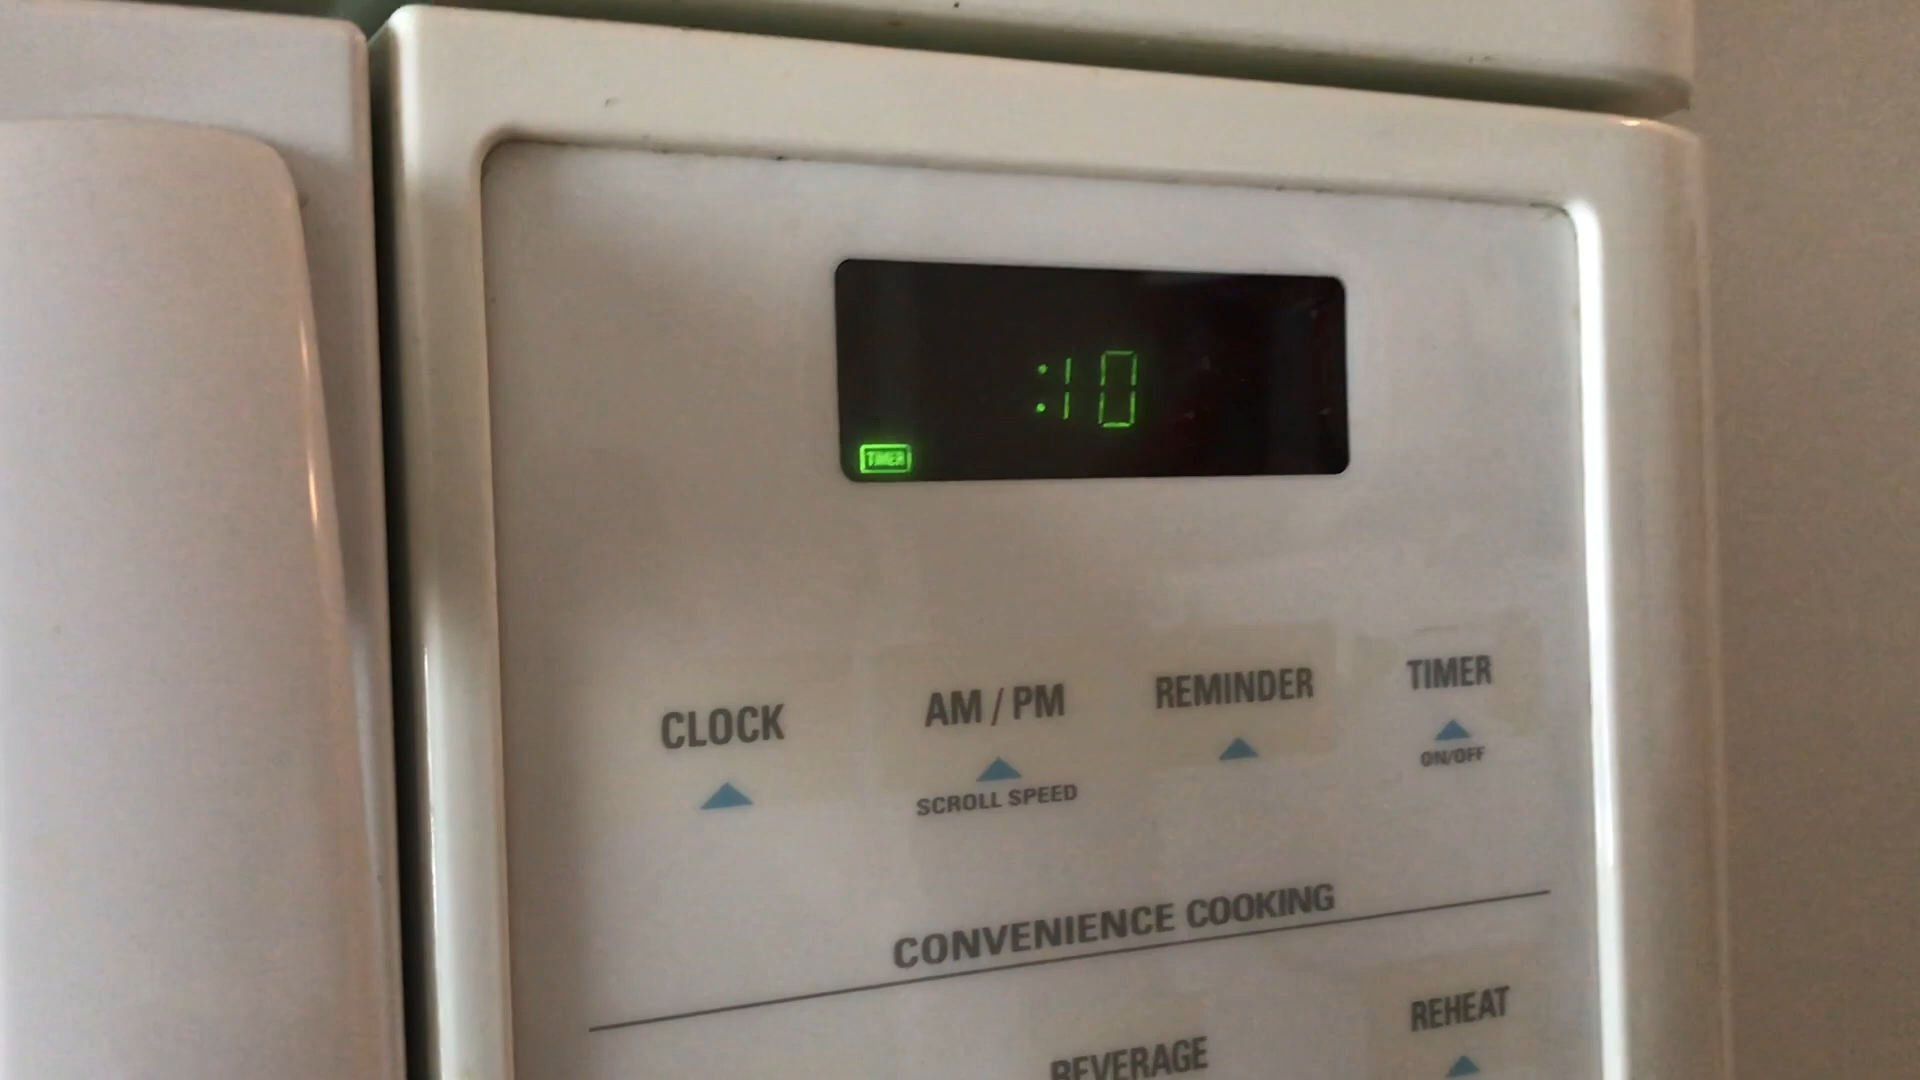 :10
TIMER
CLOCK
AM / PM
SCROLL SPEED
REMINDER
TIMER
ON/OFF
CONVENIENCE COOKING
BEVERAGE
REHEAT